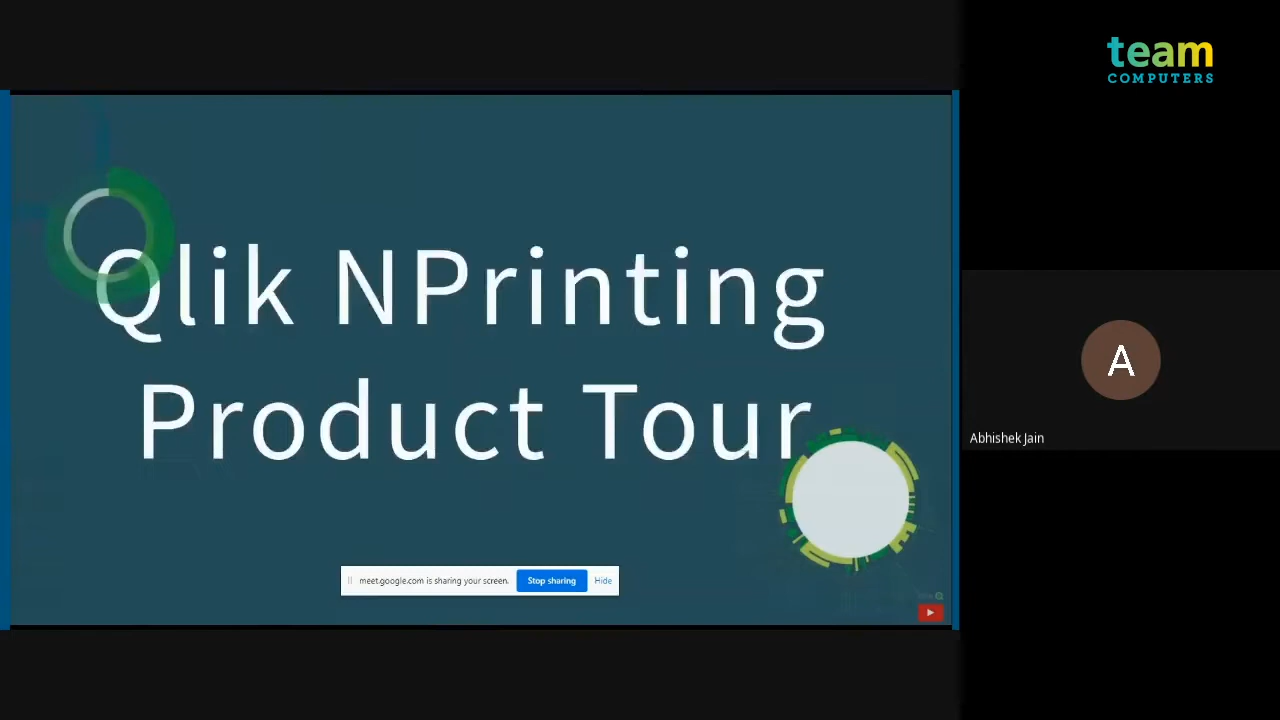 team
COMPUTERS
Qlik NPrinting
Product Tour
meet.google.com is sharing your screen.
Stop sharing
Hide
A
Abhishek Jain